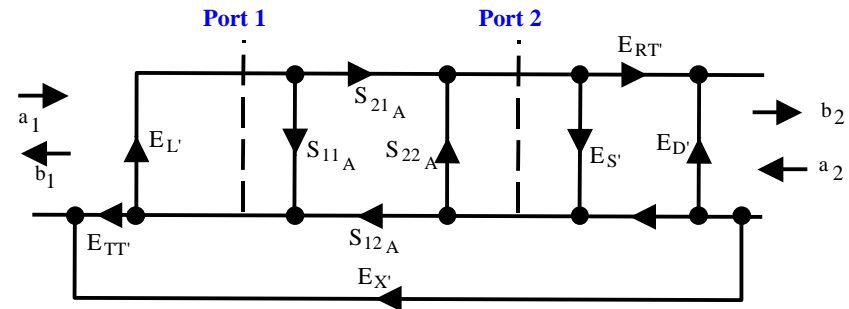 Port 1
Port 2
E_RT'
a_1
S_21_A
b_2
E_L'
S_11_A
S_22_A
E_S'
E_D'
b_1
a_2
E_TT'
S_12_A
E_X'